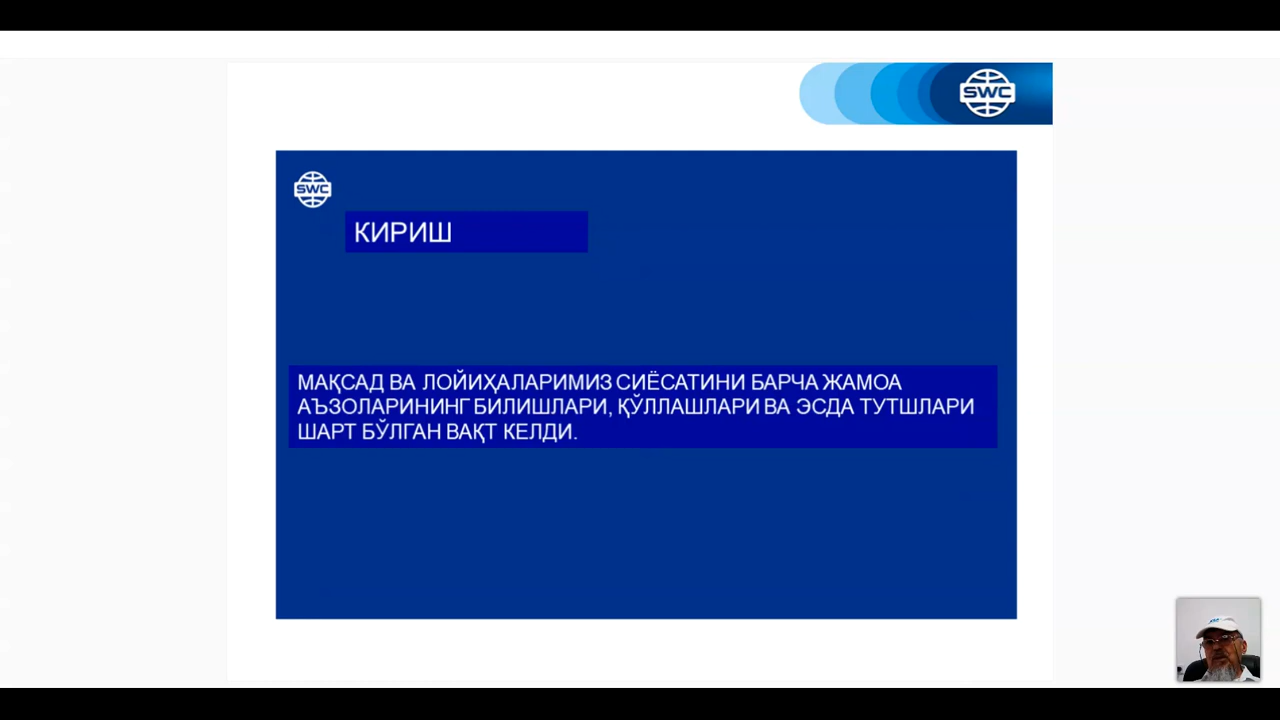 SWC
SWC
КИРИШ
МАҚСАД ВА ЛОЙИҲАЛАРИМИЗ СИЁСАТИНИ БАРЧА ЖАМОА
АЪЗОЛАРИНИНГ БИЛИШЛАРИ, ҚЎЛЛАШЛАРИ ВА ЭСДА ТУТШЛАРИ
ШАРТ БЎЛГАН ВАҚТ КЕЛДИ.